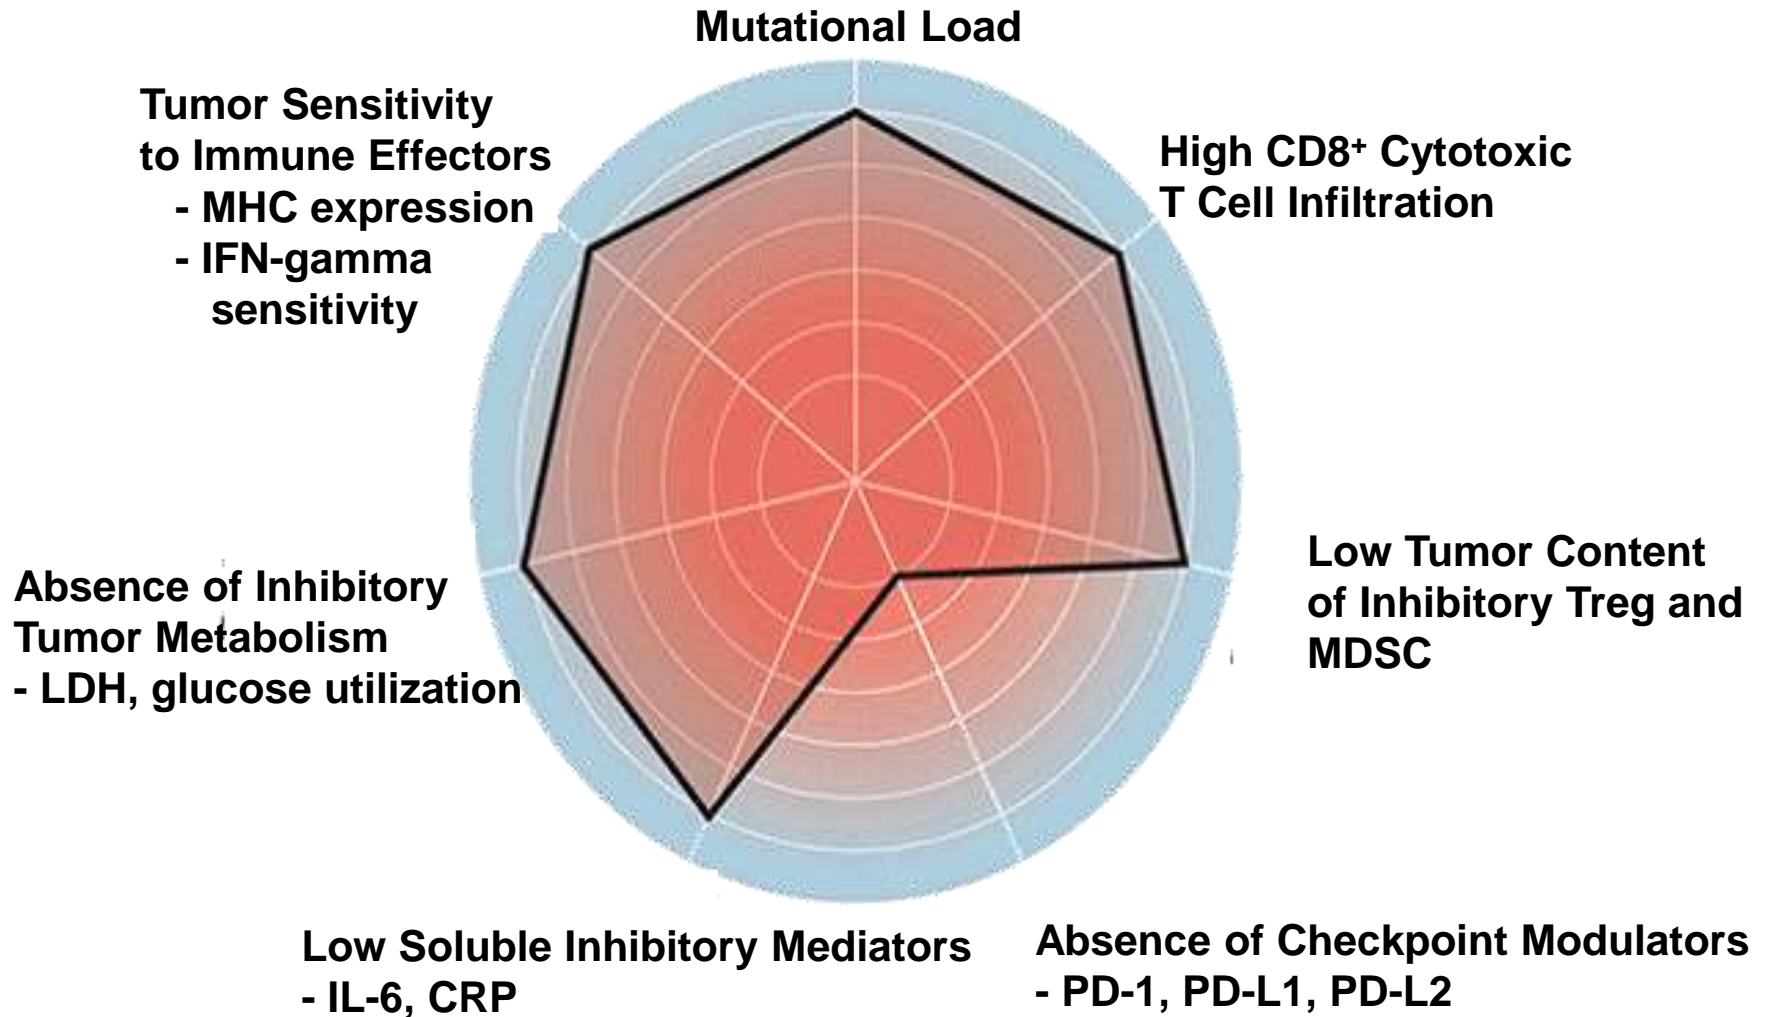 Mutational Load
Tumor Sensitivity
to Immune Effectors
- MHC expression
- IFN-gamma
sensitivity
High CD8⁺ Cytotoxic
T Cell Infiltration
Absence of Inhibitory
Tumor Metabolism
- LDH, glucose utilization
Low Tumor Content
of Inhibitory Treg and
MDSC
Low Soluble Inhibitory Mediators
- IL-6, CRP
Absence of Checkpoint Modulators
- PD-1, PD-L1, PD-L2